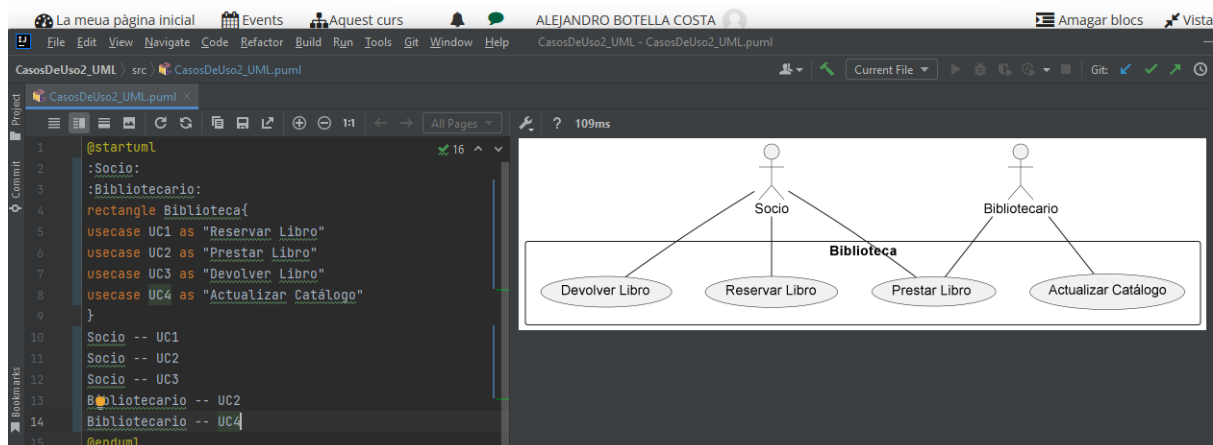 La meua pàgina inicial Events Aquest curs ALEJANDRO BOTELLA COSTA Amagar blocs Vista
File Edit View Navigate Code Refactor Build Run Tools Git Window Help CasosDeUso2_UML - CasosDeUso2_UML.puml
CasosDeUso2_UML src CasosDeUso2_UML.puml Current File Git:
Project
CasosDeUso2_UML.puml
1:1 All Pages ? 109ms
Commit
Bookmarks
1 @startuml 16
2 :Socio:
3 :Bibliotecario:
4 rectangle Biblioteca{
5 usecase UC1 as "Reservar Libro"
6 usecase UC2 as "Prestar Libro"
7 usecase UC3 as "Devolver Libro"
8 usecase UC4 as "Actualizar Catálogo"
9 }
10 Socio -- UC1
11 Socio -- UC2
12 Socio -- UC3
13 Bibliotecario -- UC2
14 Bibliotecario -- UC4
15 @enduml
Socio Bibliotecario
Biblioteca
Devolver Libro Reservar Libro Prestar Libro Actualizar Catálogo